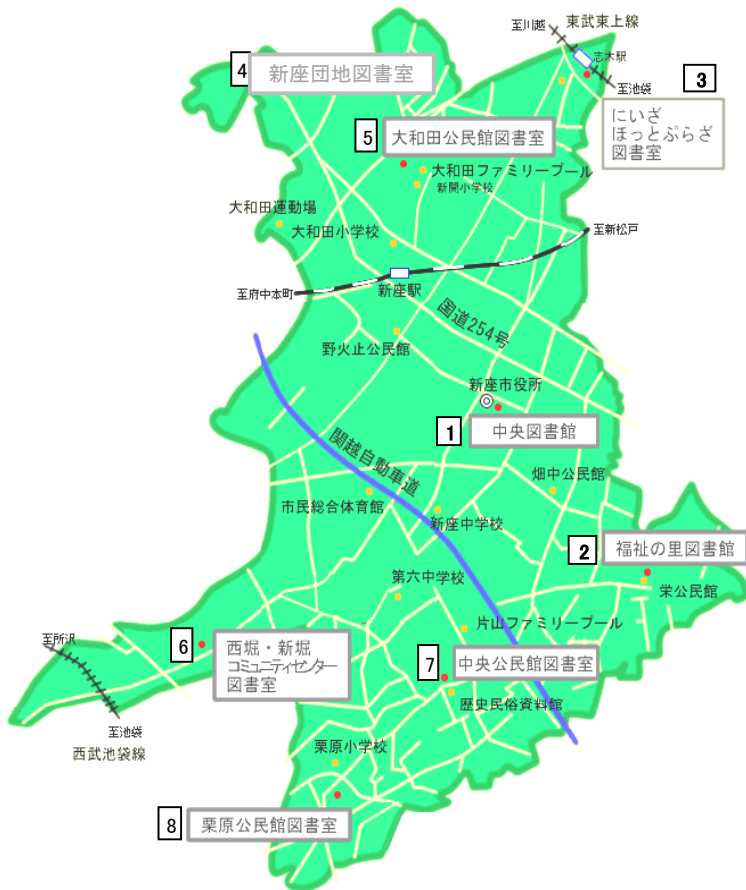 至川越
東武東上線
志木駅
至池袋
4
新座団地図書室
3
にいざ
ほっとぷらざ
図書室
5
大和田公民館図書室
大和田ファミリープール
新開小学校
大和田運動場
大和田小学校
至新松戸
至府中本町
新座駅
国道254号
野火止公民館
新座市役所
1
中央図書館
関越自動車道
畑中公民館
市民総合体育館
新座中学校
2
福祉の里図書館
栄公民館
第六中学校
片山ファミリープール
至所沢
6
西堀・新堀
コミュニティセンター
図書室
7
中央公民館図書室
歴史民俗資料館
至池袋
西武池袋線
栗原小学校
8
栗原公民館図書室